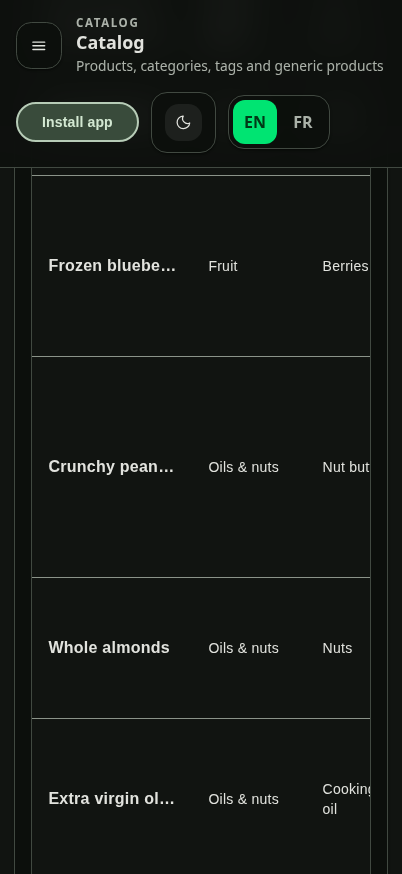 CATALOG
Catalog
Products, categories, tags and generic products
Install app
EN FR
Frozen bluebe… Fruit Berries
Crunchy pean… Oils & nuts Nut but
Whole almonds Oils & nuts Nuts
Extra virgin ol… Oils & nuts Cooking
oil